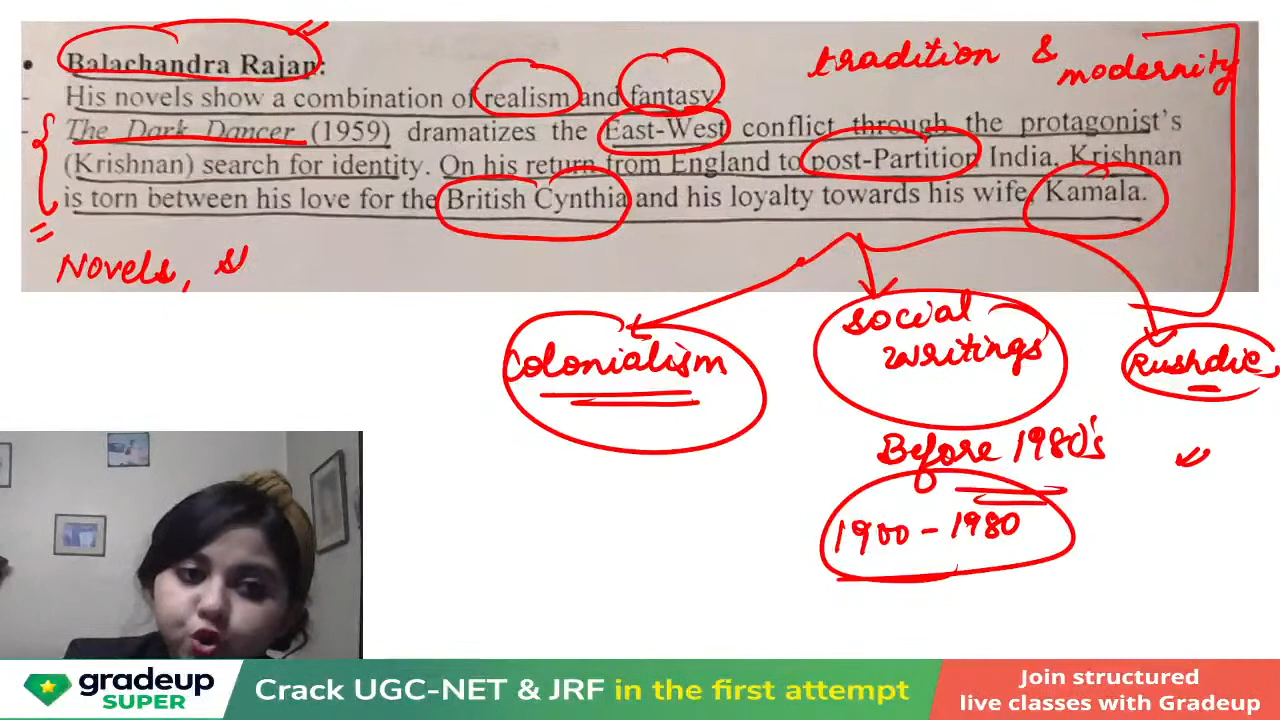 tradition &
modernity
• Balachandra Rajan:
- His novels show a combination of realism and fantasy.
- The Dark Dancer (1959) dramatizes the East-West conflict through the protagonist's
(Krishnan) search for identity. On his return from England to post-Partition India, Krishnan
is torn between his love for the British Cynthia and his loyalty towards his wife, Kamala.
Novels,
Colonialism
Social
writings
Rushdie,
Before 1980's
1900 - 1980
gradeup
SUPER
Crack UGC-NET & JRF in the first attempt
Join structured
live classes with Gradeup